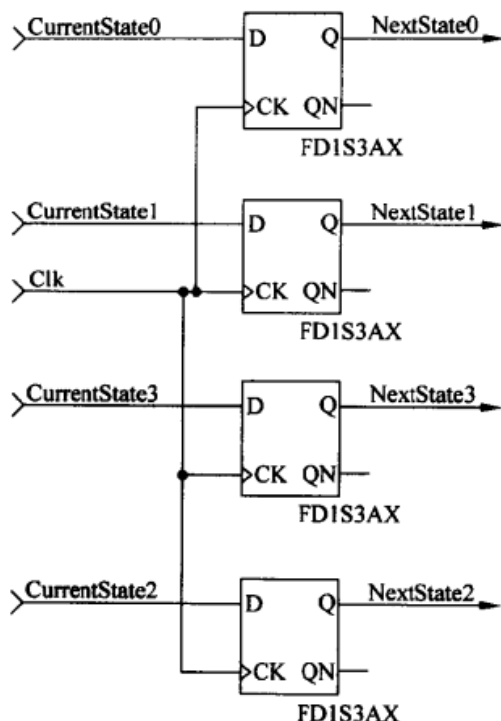 CurrentState0
D
Q
NextState0
CK
QN
FD1S3AX
CurrentState1
D
Q
NextState1
Clk
CK
QN
FD1S3AX
CurrentState3
D
Q
NextState3
CK
QN
FD1S3AX
CurrentState2
D
Q
NextState2
CK
QN
FD1S3AX